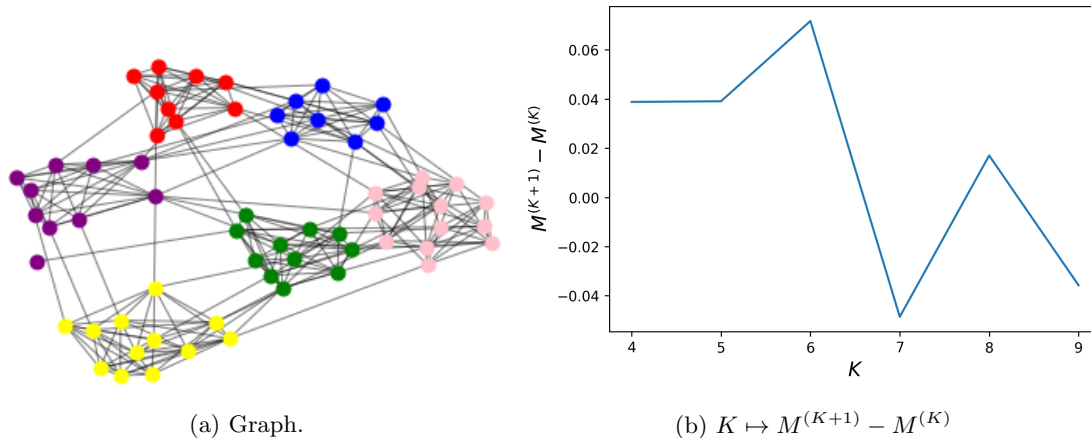 0.06
0.04
0.02
0.00
−0.02
−0.04
M^{(K+1)} − M^{(K)}
4 5 6 7 8 9
K
(a) Graph.
(b) K ↦ M^{(K+1)} − M^{(K)}